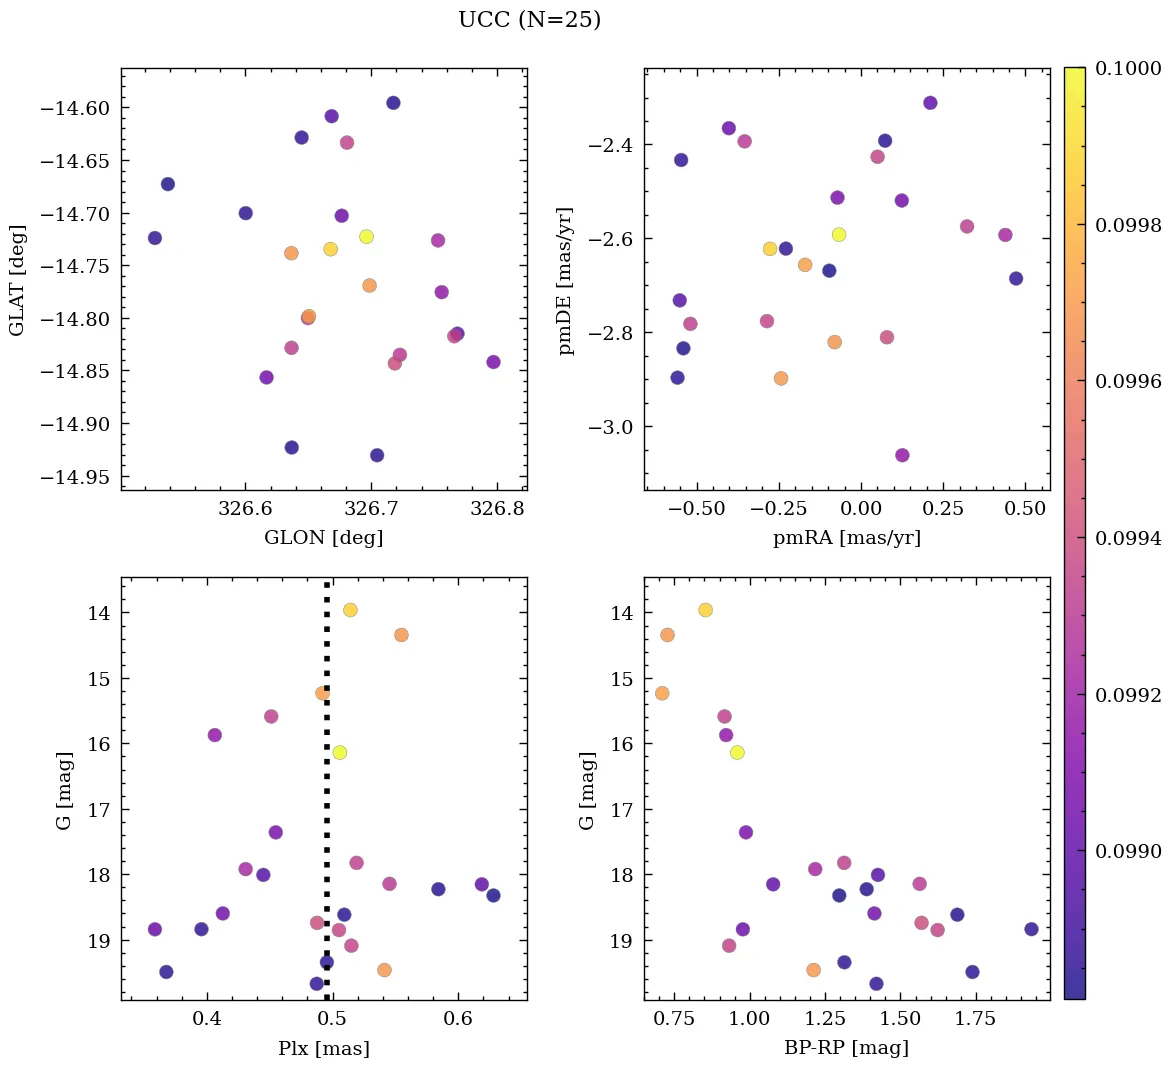 UCC (N=25)
−14.60
−14.65
−14.70
−14.75
−14.80
−14.85
−14.90
−14.95
GLAT [deg]
326.6 326.7 326.8
GLON [deg]
−2.4
−2.6
−2.8
−3.0
pmDE [mas/yr]
−0.50 −0.25 0.00 0.25 0.50
pmRA [mas/yr]
14
15
16
17
18
19
G [mag]
0.4 0.5 0.6
Plx [mas]
14
15
16
17
18
19
G [mag]
0.75 1.00 1.25 1.50 1.75
BP-RP [mag]
0.1000
0.0998
0.0996
0.0994
0.0992
0.0990